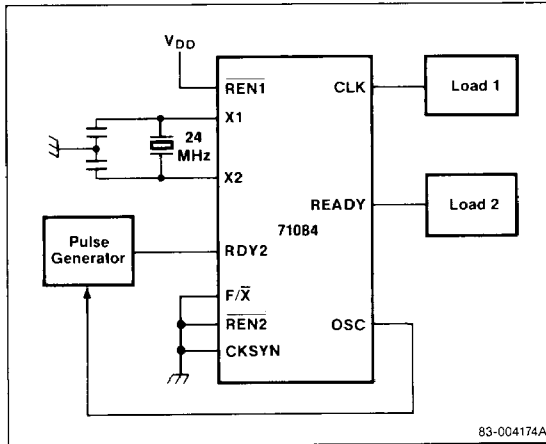 VDD
REN1
CLK
Load 1
X1
24
MHz
X2
READY
Load 2
71084
Pulse
Generator
RDY2
F/X̅
REN2
OSC
CKSYN
83-004174A